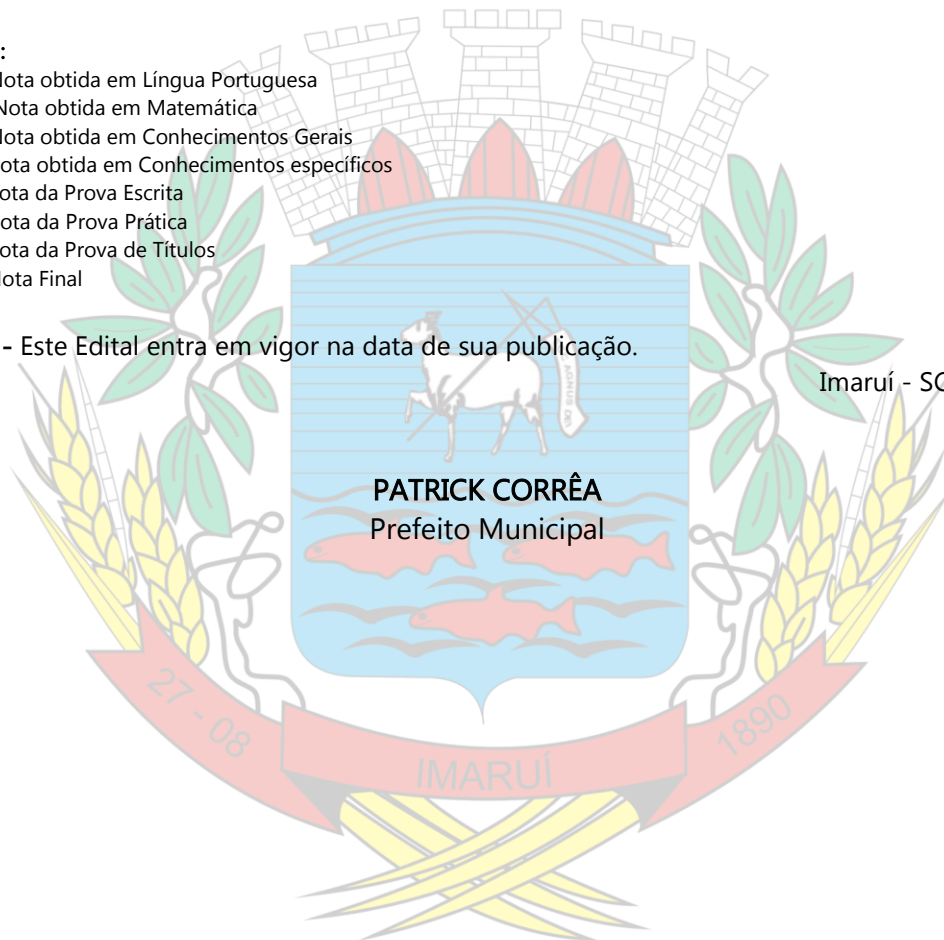 :
Nota obtida em Língua Portuguesa
Nota obtida em Matemática
Nota obtida em Conhecimentos Gerais
ota obtida em Conhecimentos específicos
ota da Prova Escrita
ota da Prova Prática
ota da Prova de Títulos
Nota Final
- Este Edital entra em vigor na data de sua publicação.
Imaruí - SC
AGNUS DEI
PATRICK CORRÊA
Prefeito Municipal
27 - 08
1890
IMARUÍ